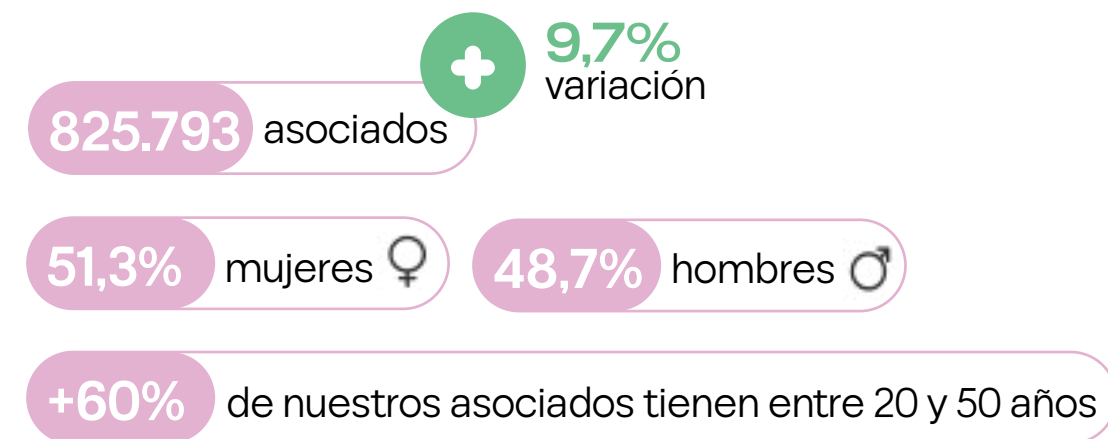 9,7%
variación
825.793 asociados
51,3% mujeres
48,7% hombres
+60% de nuestros asociados tienen entre 20 y 50 años